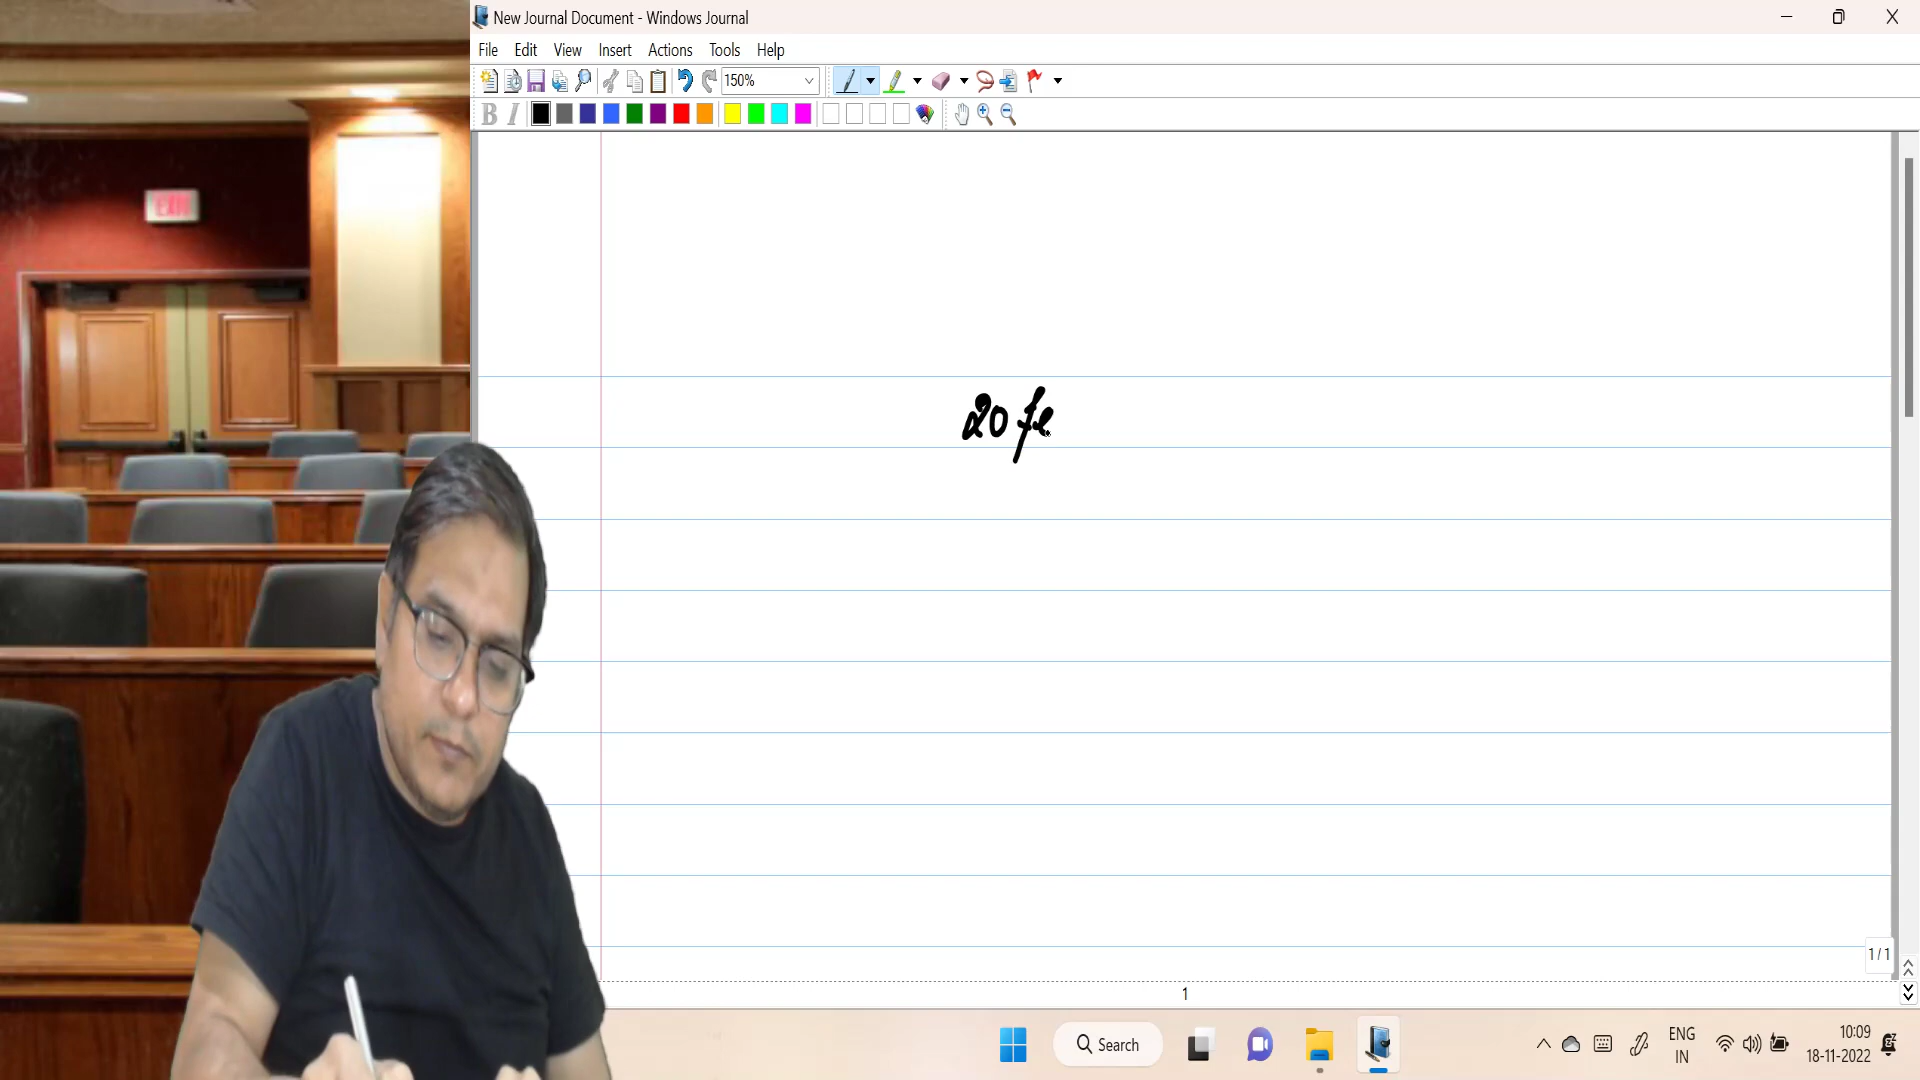 New Journal Document - Windows Journal
File Edit View Insert Actions Tools Help
150%
B I
EXIT
20 fe
1 / 1
1
Search
ENG
IN
10:09
18-11-2022